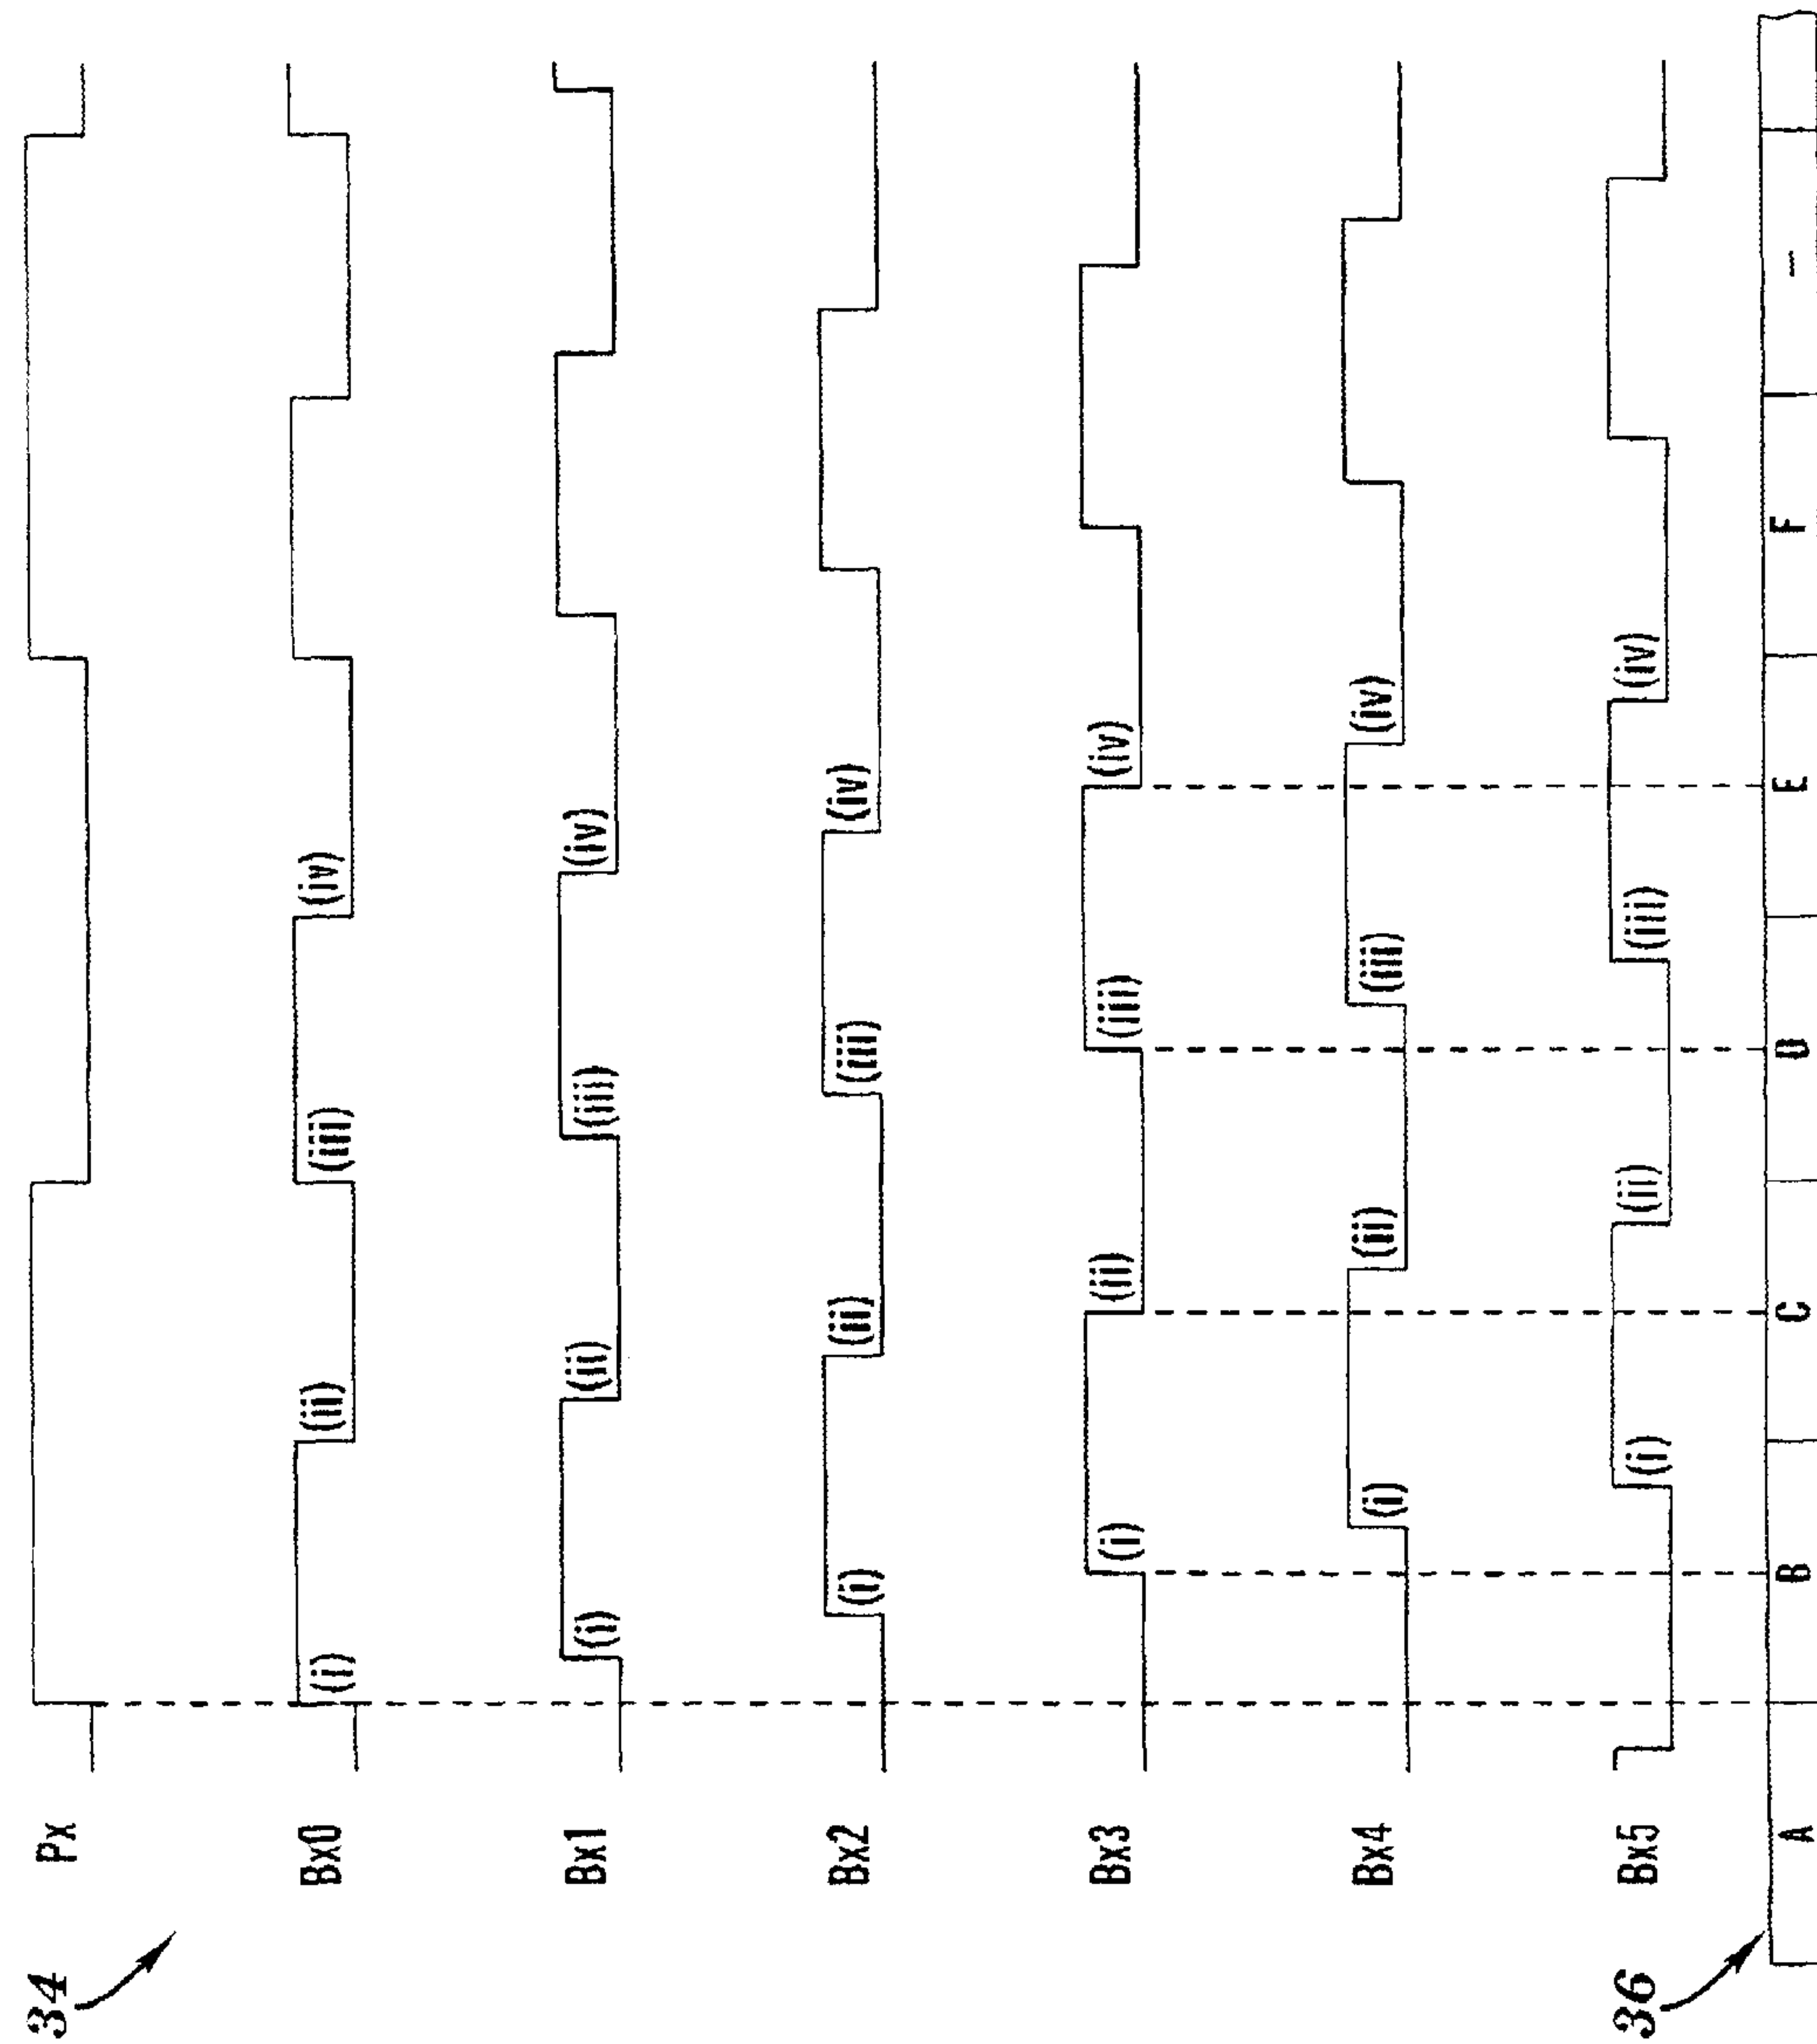 34
Px
Bx0 (i) (ii) (iii) (iv)
Bx1 (i) (ii) (iii) (iv)
Bx2 (i) (ii) (iii) (iv)
Bx3 (i) (ii) (iii) (iv)
Bx4 (i) (ii) (iii) (iv)
Bx5 (i) (ii) (iii) (iv)
36
A B C D E F –